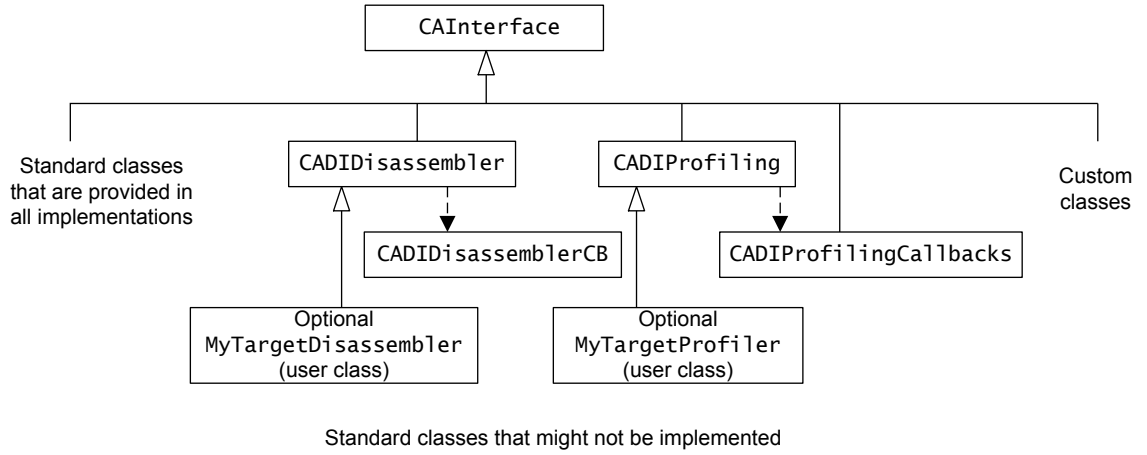 CAInterface
Standard classes
that are provided in
all implementations
CADIDisassembler
CADIProfiling
Custom
classes
CADIDisassemblerCB
CADIProfilingCallbacks
Optional
MyTargetDisassembler
(user class)
Optional
MyTargetProfiler
(user class)
Standard classes that might not be implemented